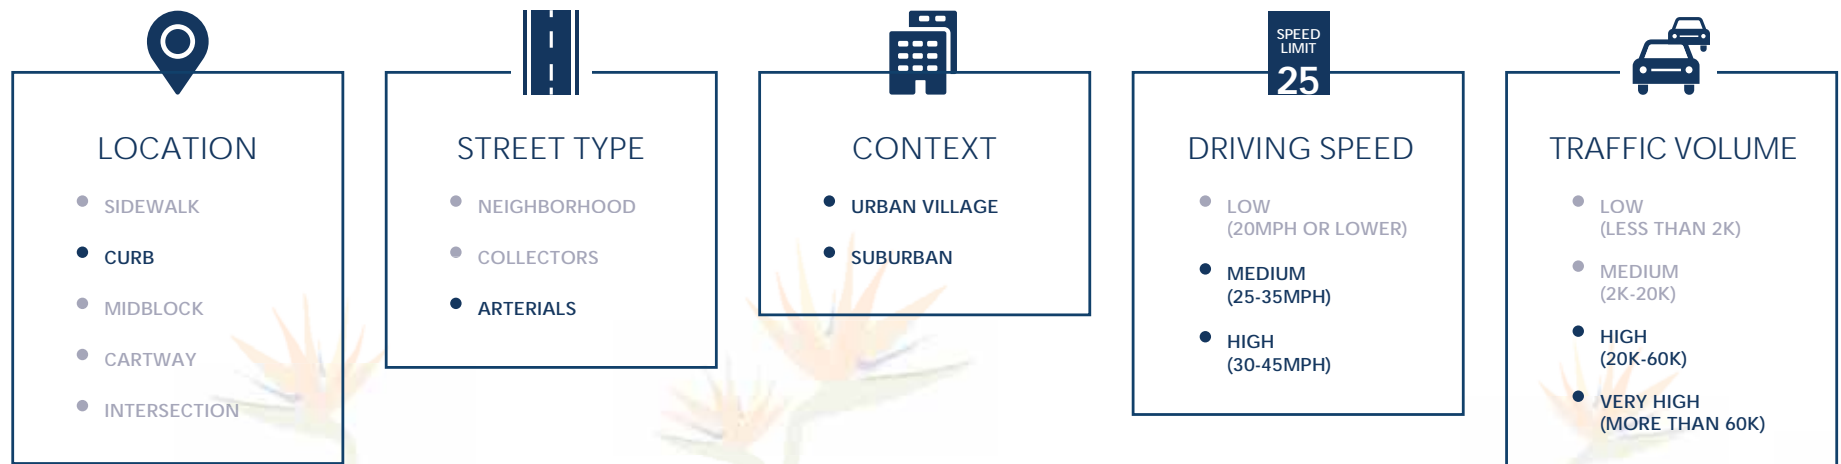 LOCATION
SIDEWALK
CURB
MIDBLOCK
CARTWAY
INTERSECTION
STREET TYPE
NEIGHBORHOOD
COLLECTORS
ARTERIALS
CONTEXT
URBAN VILLAGE
SUBURBAN
SPEED
LIMIT
25
DRIVING SPEED
LOW
(20MPH OR LOWER)
MEDIUM
(25-35MPH)
HIGH
(30-45MPH)
TRAFFIC VOLUME
LOW
(LESS THAN 2K)
MEDIUM
(2K-20K)
HIGH
(20K-60K)
VERY HIGH
(MORE THAN 60K)